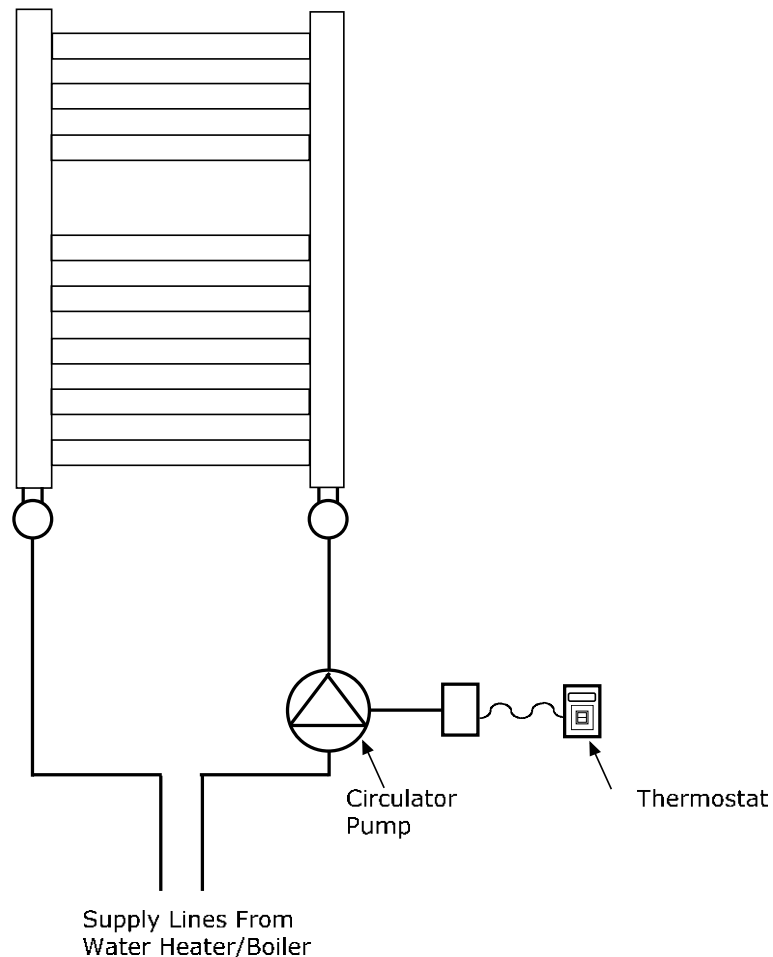 Circulator
Pump
Thermostat
Supply Lines From
Water Heater/Boiler